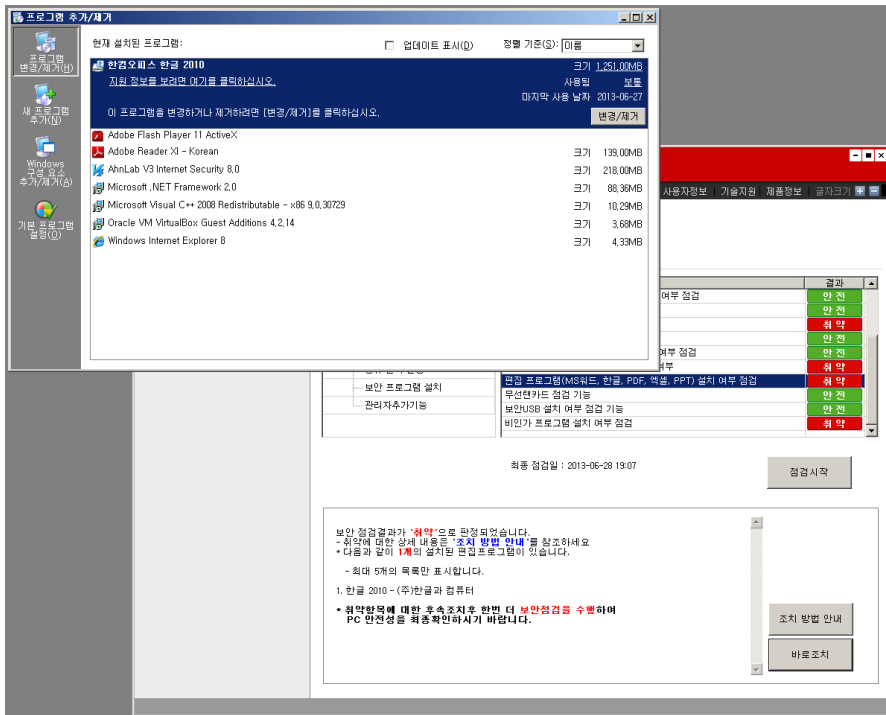 프로그램 추가/제거
프로그램
변경/제거(H)
새 프로그램
추가(N)
Windows
구성 요소
추가/제거(A)
기본 프로그램
설정(O)
현재 설치된 프로그램:
업데이트 표시(D)
정렬 기준(S): 이름
한컴오피스 한글 2010
크기 1,251,00MB
지원 정보를 보려면 여기를 클릭하십시오.
사용됨 보통
마지막 사용 날짜 2013-06-27
이 프로그램을 변경하거나 제거하려면 [변경/제거]를 클릭하십시오.
변경/제거
Adobe Flash Player 11 ActiveX
Adobe Reader XI - Korean 크기 139,00MB
AhnLab V3 Internet Security 8,0 크기 218,00MB
Microsoft .NET Framework 2,0 크기 88,36MB
Microsoft Visual C++ 2008 Redistributable - x86 9,0,30729 크기 10,29MB
Oracle VM VirtualBox Guest Additions 4,2,14 크기 3,68MB
Windows Internet Explorer 8 크기 4,33MB
사용자정보 기술지원 제품정보 글자크기
결과
여부 점검 안 전
안 전
취 약
안 전
여부 점검 안 전
여부 취 약
편집 프로그램(MS워드, 한글, PDF, 엑셀, PPT) 설치 여부 점검 취 약
무선랜카드 점검 기능 안 전
보안USB 설치 여부 점검 기능 안 전
비인가 프로그램 설치 여부 점검 취 약
보안 프로그램 설치
관리자추가기능
최종 점검일 : 2013-06-28 19:07
점검시작
보안 점검결과가 '취약'으로 판정되었습니다.
- 취약에 대한 상세 내용은 '조치 방법 안내'를 참조하세요
* 다음과 같이 1개의 설치된 편집프로그램이 있습니다.
- 최대 5개의 목록만 표시합니다.
1. 한글 2010 - (주)한글과 컴퓨터
* 취약항목에 대한 후속조치후 한번 더 보안점검을 수행하여
PC 안전성을 최종확인하시기 바랍니다.
조치 방법 안내
바로조치